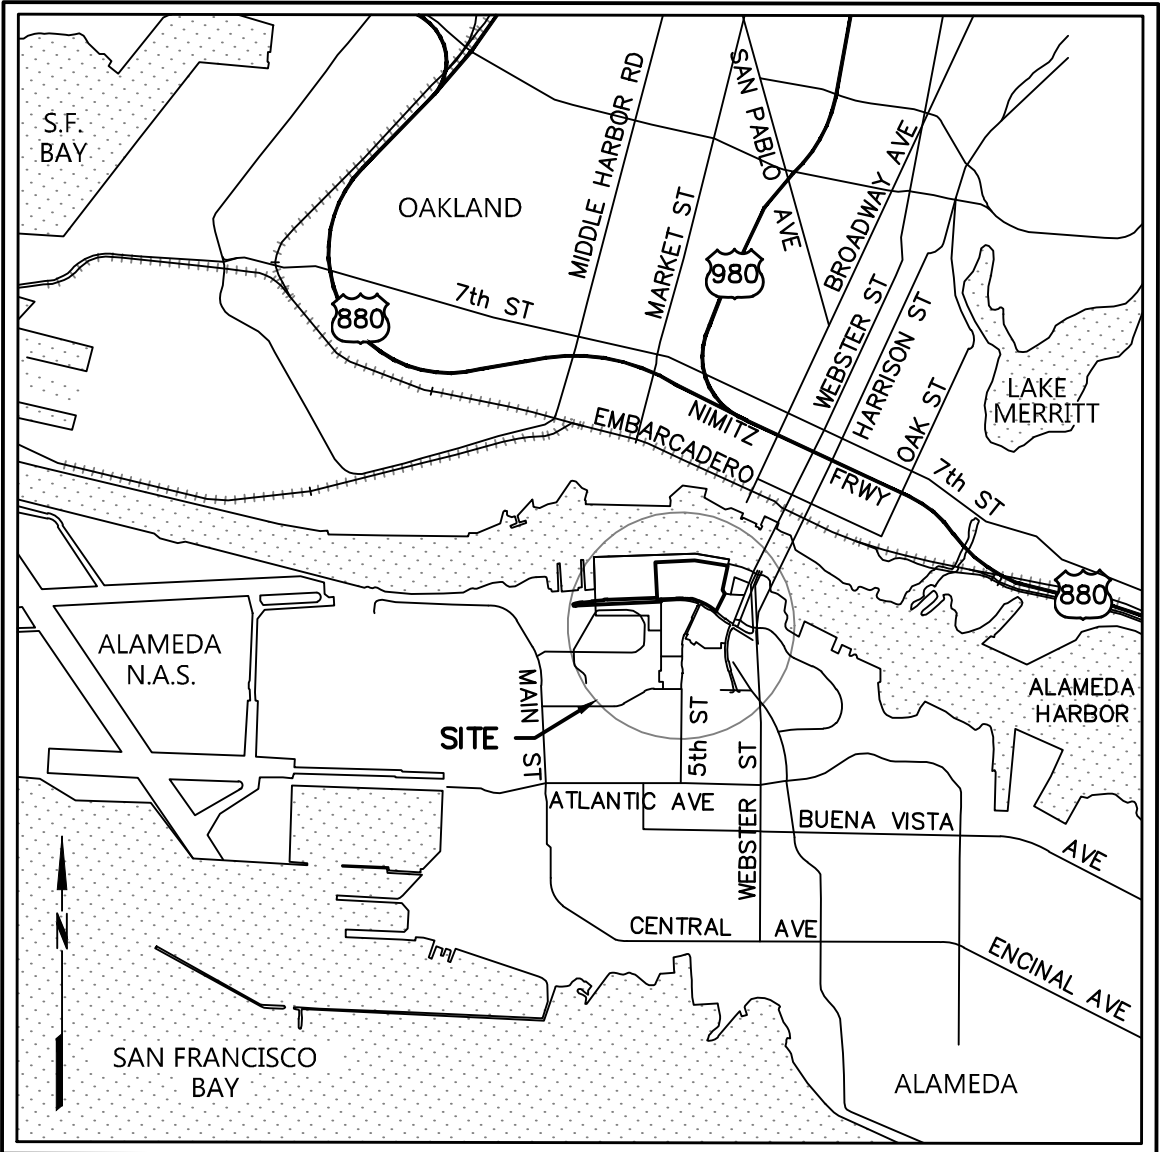 S.F.
BAY
OAKLAND
MIDDLE HARBOR RD
MARKET ST
SAN PABLO
AVE
BROADWAY AVE
980
880
7th ST
WEBSTER ST
HARRISON ST
OAK ST
LAKE
MERRITT
NIMITZ
FRWY
EMBARCADERO
7th ST
880
ALAMEDA
N.A.S.
ALAMEDA
HARBOR
MAIN ST
SITE
5th ST
WEBSTER ST
ATLANTIC AVE
BUENA VISTA
AVE
CENTRAL AVE
ENCINAL AVE
N
SAN FRANCISCO
BAY
ALAMEDA